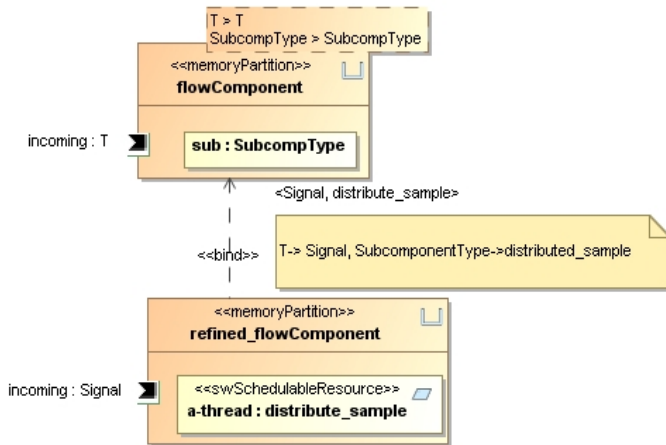 T > T
SubcompType > SubcompType
<<memoryPartition>>
flowComponent
incoming : T
sub : SubcompType
<Signal, distribute_sample>
<<bind>>
T-> Signal, SubcomponentType->distributed_sample
<<memoryPartition>>
refined_flowComponent
incoming : Signal
<<swSchedulableResource>>
a-thread : distribute_sample